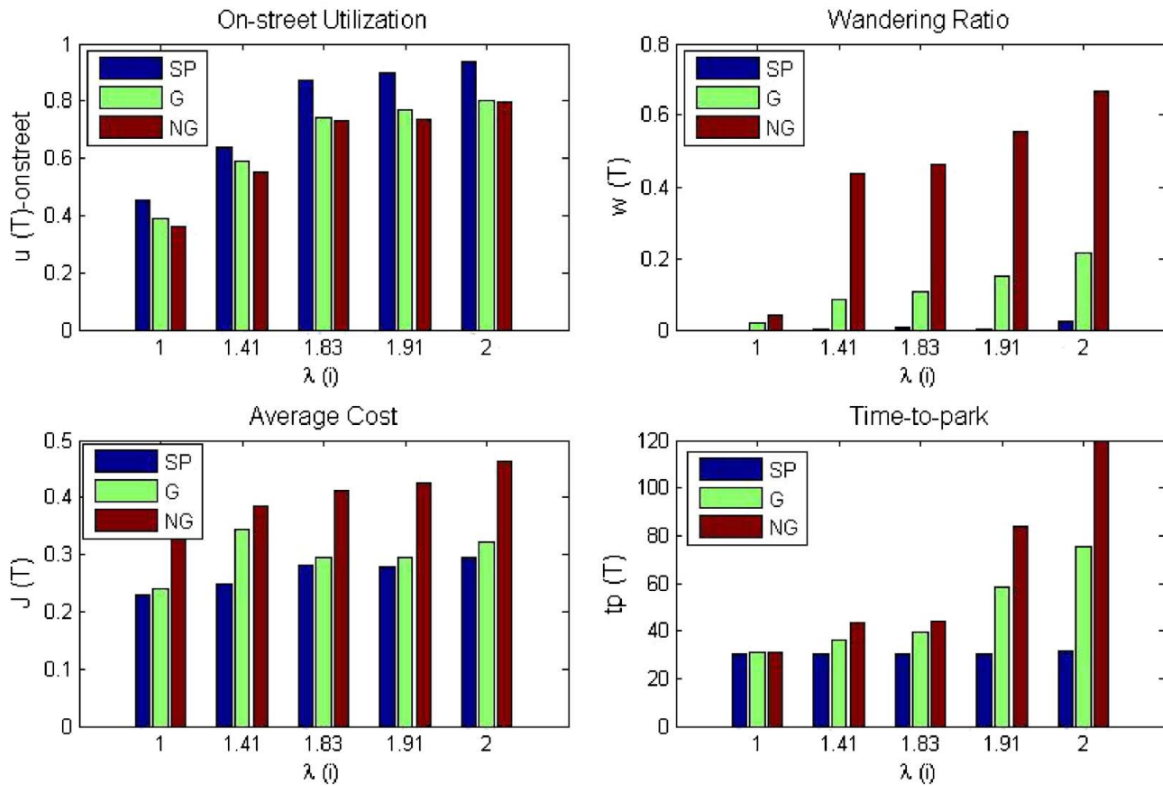 On-street Utilization
u (T)-onstreet
1
0.8
0.6
0.4
0.2
0
SP
G
NG
1 1.41 1.83 1.91 2
λ (i)
Wandering Ratio
w (T)
0.8
0.6
0.4
0.2
0
SP
G
NG
1 1.41 1.83 1.91 2
λ (i)
Average Cost
J (T)
0.5
0.4
0.3
0.2
0.1
0
SP
G
NG
1 1.41 1.83 1.91 2
λ (i)
Time-to-park
tp (T)
120
100
80
60
40
20
0
SP
G
NG
1 1.41 1.83 1.91 2
λ (i)